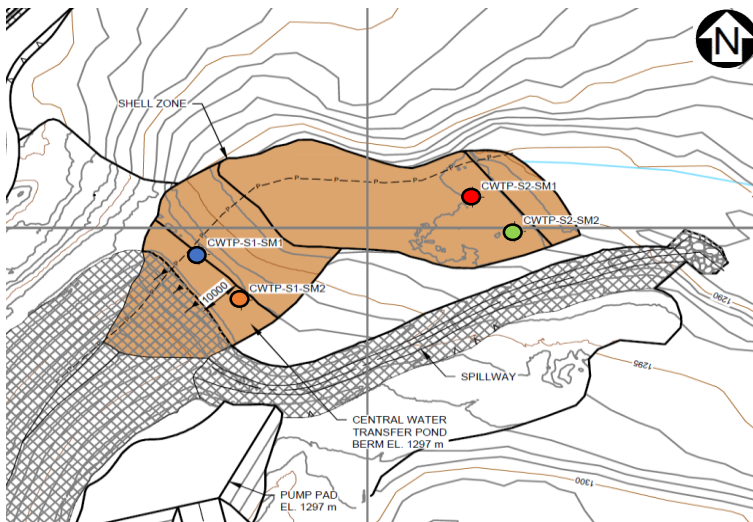 N
SHELL ZONE
CWTP-S2-SM1
CWTP-S2-SM2
CWTP-S1-SM1
10000
CWTP-S1-SM2
1290
1295
SPILLWAY
CENTRAL WATER
TRANSFER POND
BERM EL. 1297 m
1300
PUMP PAD
EL. 1297 m